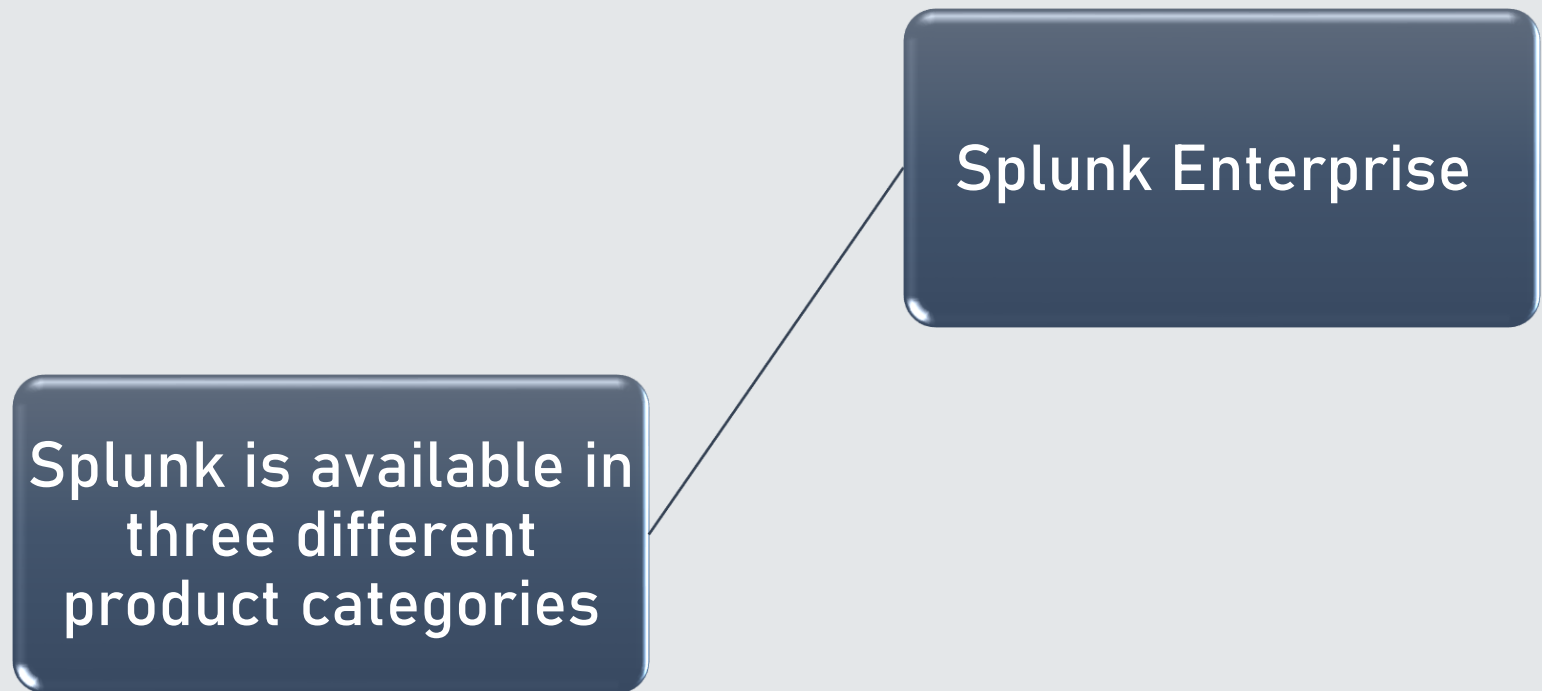 Splunk Enterprise
Splunk is available in
three different
product categories